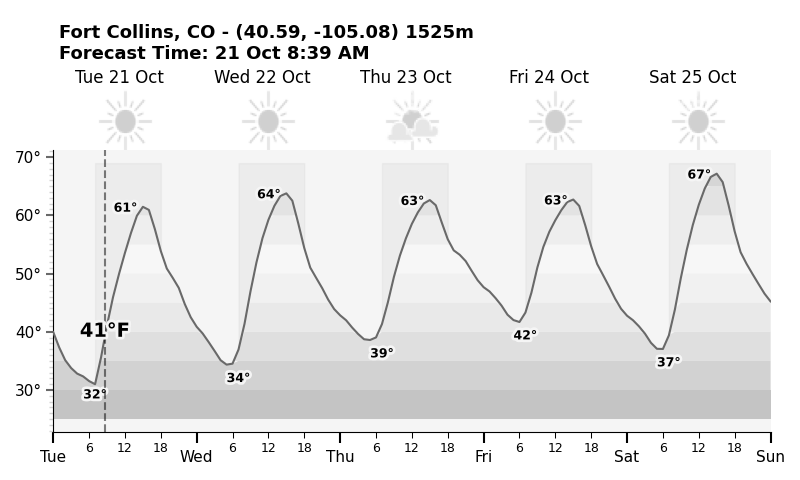 Fort Collins, CO - (40.59, -105.08) 1525m
Forecast Time: 21 Oct 8:39 AM
Tue 21 Oct Wed 22 Oct Thu 23 Oct Fri 24 Oct Sat 25 Oct
70°
67°
64°
63° 63°
61°
60°
50°
41°F
40°
42°
39°
37°
34°
32°
30°
6 12 18 6 12 18 6 12 18 6 12 18 6 12 18
Tue Wed Thu Fri Sat Sun